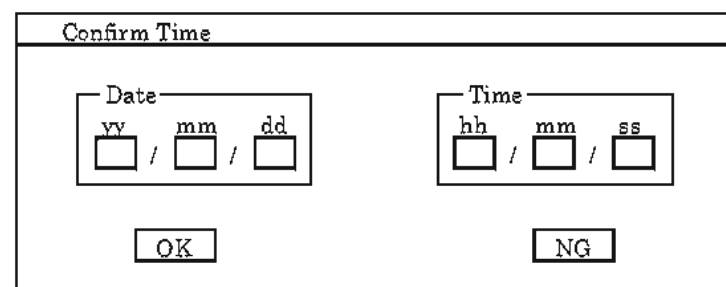 Confirm Time
Date Time
yy mm dd hh mm ss
/ / / /
OK NG